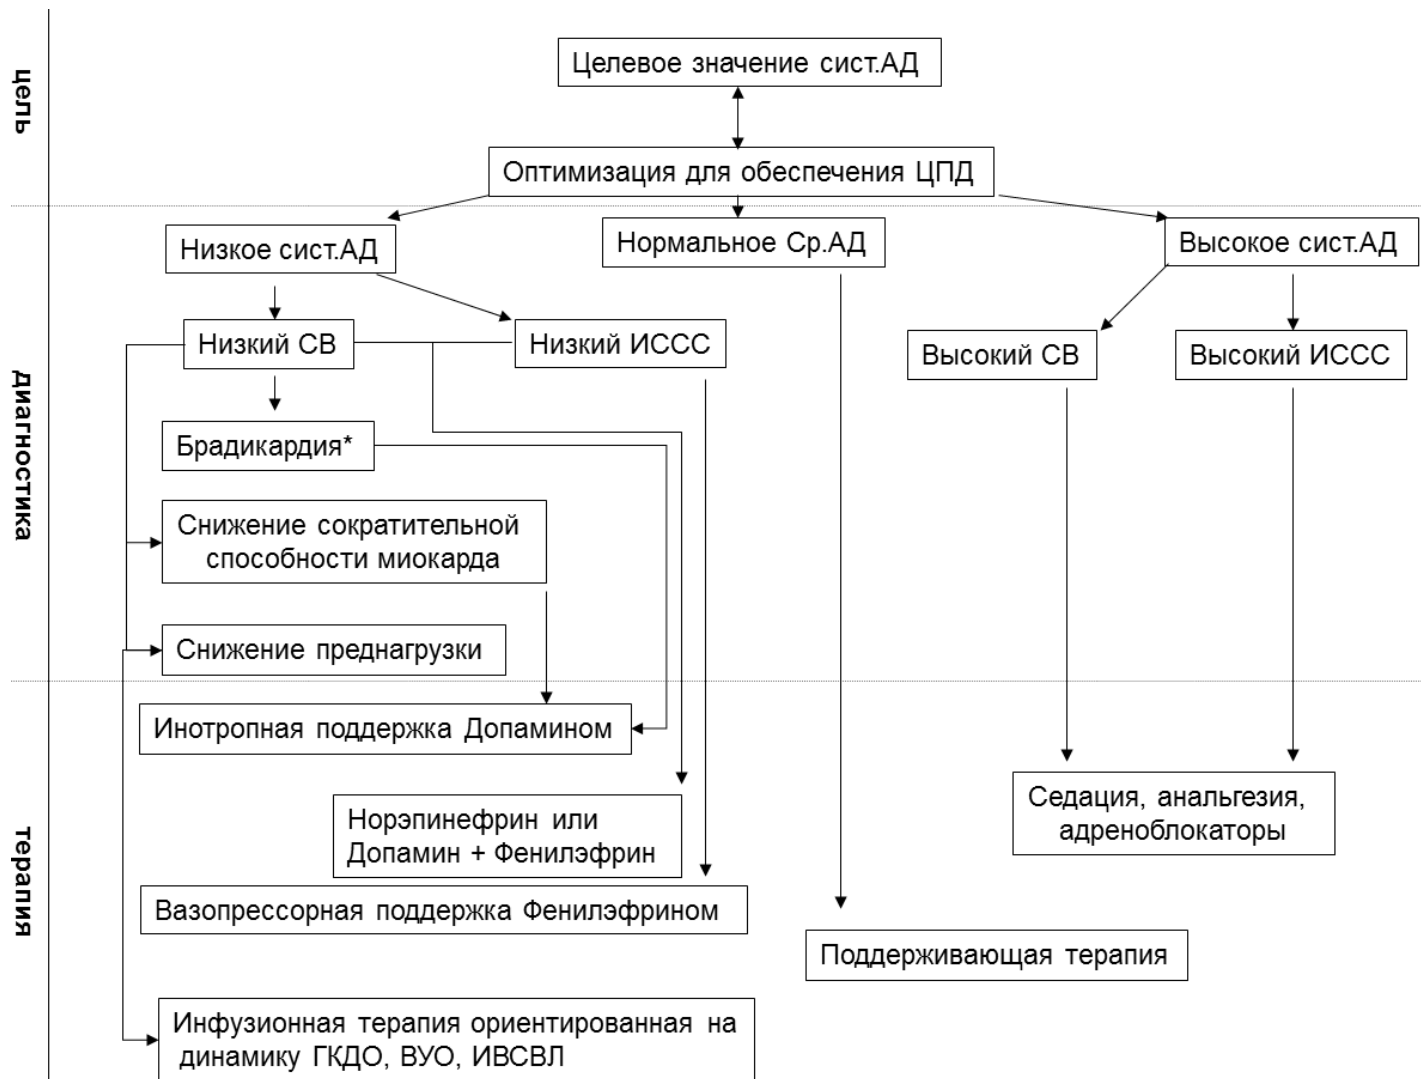 цель
Целевое значение сист.АД
Оптимизация для обеспечения ЦПД
диагностика
Низкое сист.АД
Нормальное Ср.АД
Высокое сист.АД
Низкий СВ
Низкий ИССС
Высокий СВ
Высокий ИССС
Брадикардия*
Снижение сократительной
способности миокарда
Снижение преднагрузки
терапия
Инотропная поддержка Допамином
Норэпинефрин или
Допамин + Фенилэфрин
Седация, анальгезия,
адреноблокаторы
Вазопрессорная поддержка Фенилэфрином
Поддерживающая терапия
Инфузионная терапия ориентированная на
динамику ГКДО, ВУО, ИВСВЛ